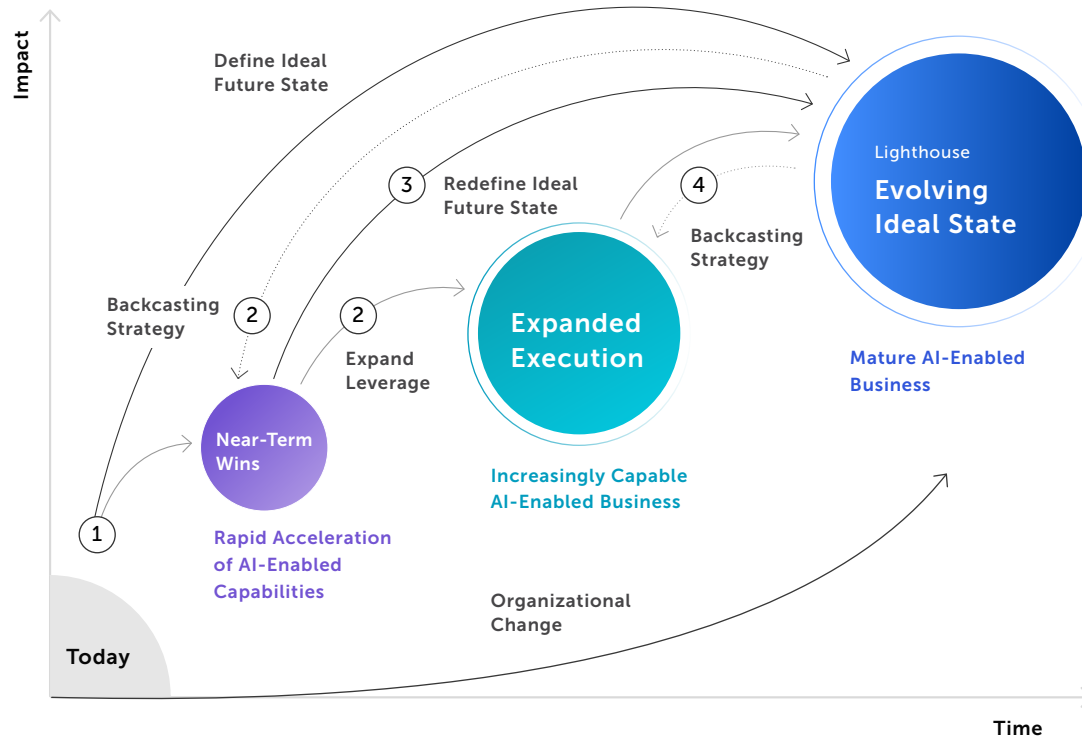 Impact
Define Ideal
Future State
Lighthouse
Evolving
Ideal State
3
Redefine Ideal
Future State
4
Backcasting
Strategy
Backcasting
Strategy
2
2
Expand
Leverage
Expanded
Execution
Mature AI-Enabled
Business
Near-Term
Wins
Increasingly Capable
AI-Enabled Business
1
Rapid Acceleration
of AI-Enabled
Capabilities
Organizational
Change
Today
Time